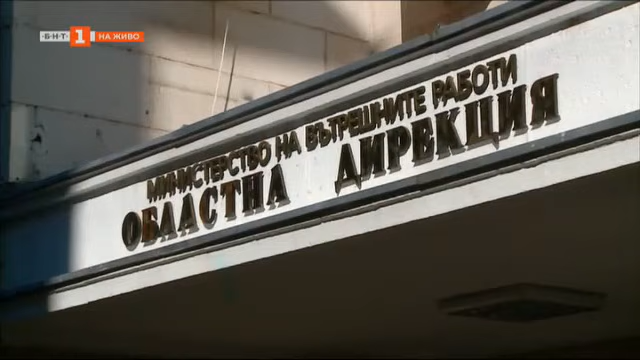 БНТ 1 НА ЖИВО
МИНИСТЕРСТВО НА ВЪТРЕШНИТЕ РАБОТИ
ОБЛАСТНА ДИРЕКЦИЯ